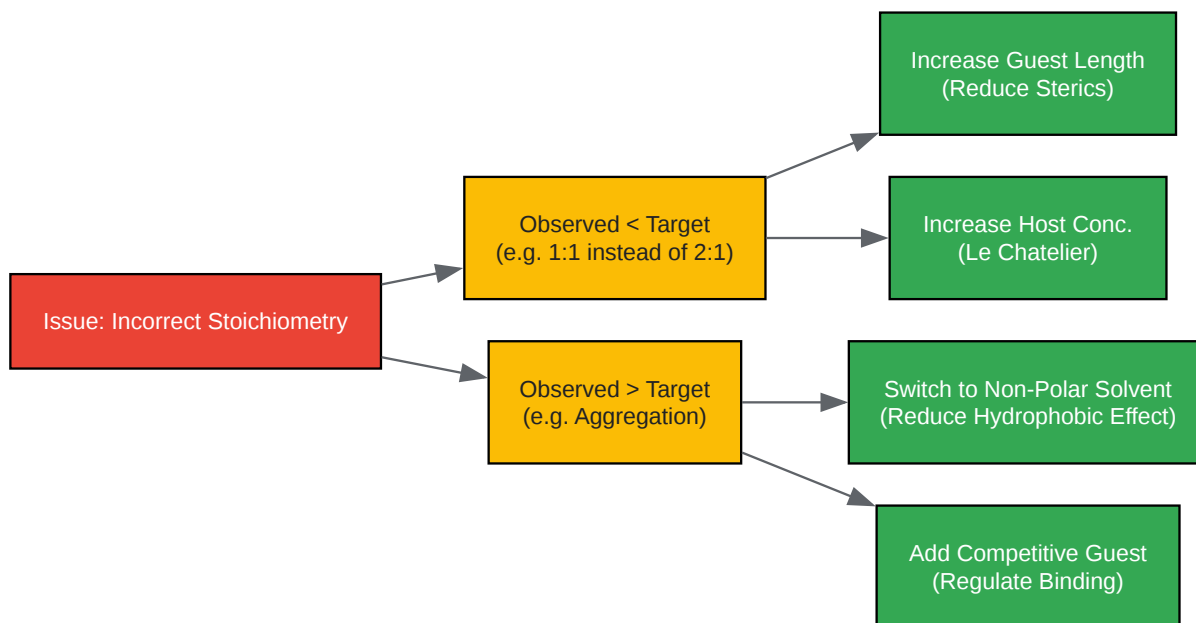 Issue: Incorrect Stoichiometry
Observed < Target
(e.g. 1:1 instead of 2:1)
Observed > Target
(e.g. Aggregation)
Increase Guest Length
(Reduce Sterics)
Increase Host Conc.
(Le Chatelier)
Switch to Non-Polar Solvent
(Reduce Hydrophobic Effect)
Add Competitive Guest
(Regulate Binding)